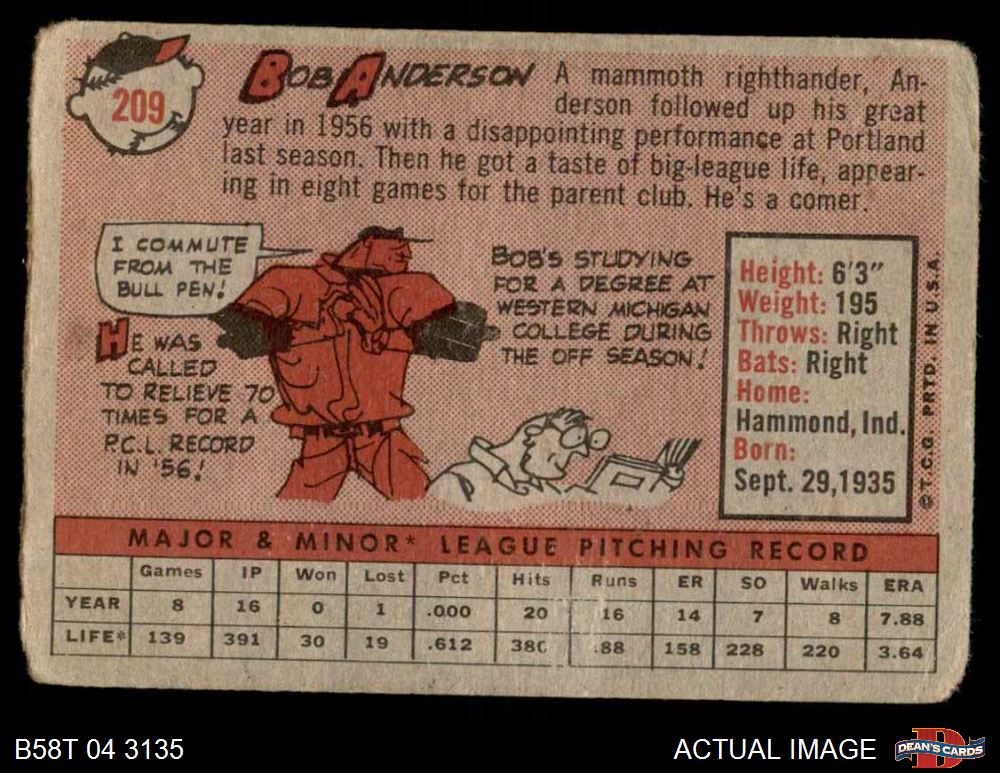 209
BOB ANDERSON A mammoth righthander, An-
derson followed up his great
year in 1956 with a disappointing performance at Portland
last season. Then he got a taste of big-league life, appear-
ing in eight games for the parent club. He's a comer.
I COMMUTE
FROM THE
BULL PEN!
HE WAS
CALLED
TO RELIEVE 70
TIMES FOR A
P.C.L. RECORD
IN '56!
BOB'S STUDYING
FOR A DEGREE AT
WESTERN MICHIGAN
COLLEGE DURING
THE OFF SEASON!
Height: 6'3"
Weight: 195
Throws: Right
Bats: Right
Home:
Hammond, Ind.
Born:
Sept. 29,1935
©T.C.G. PRTD. IN U.S.A.
MAJOR & MINOR* LEAGUE PITCHING RECORD
Games IP Won Lost Pct Hits Runs ER SO Walks ERA
YEAR 8 16 0 1 .000 20 16 14 7 8 7.88
LIFE* 139 391 30 19 .612 158 228 220 3.64
B58T 04 3135
ACTUAL IMAGE
D
DEAN'S CARDS